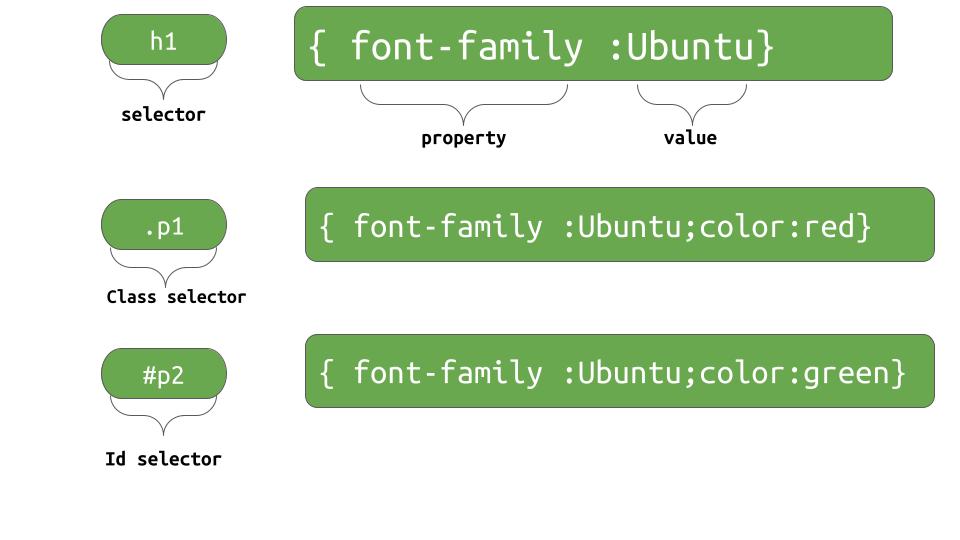 h1
{ font-family :Ubuntu}
selector
property
value
.p1
{ font-family :Ubuntu;color:red}
Class selector
#p2
{ font-family :Ubuntu;color:green}
Id selector